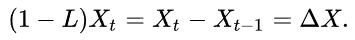 (1 − L)X_t = X_t − X_{t−1} = ΔX.